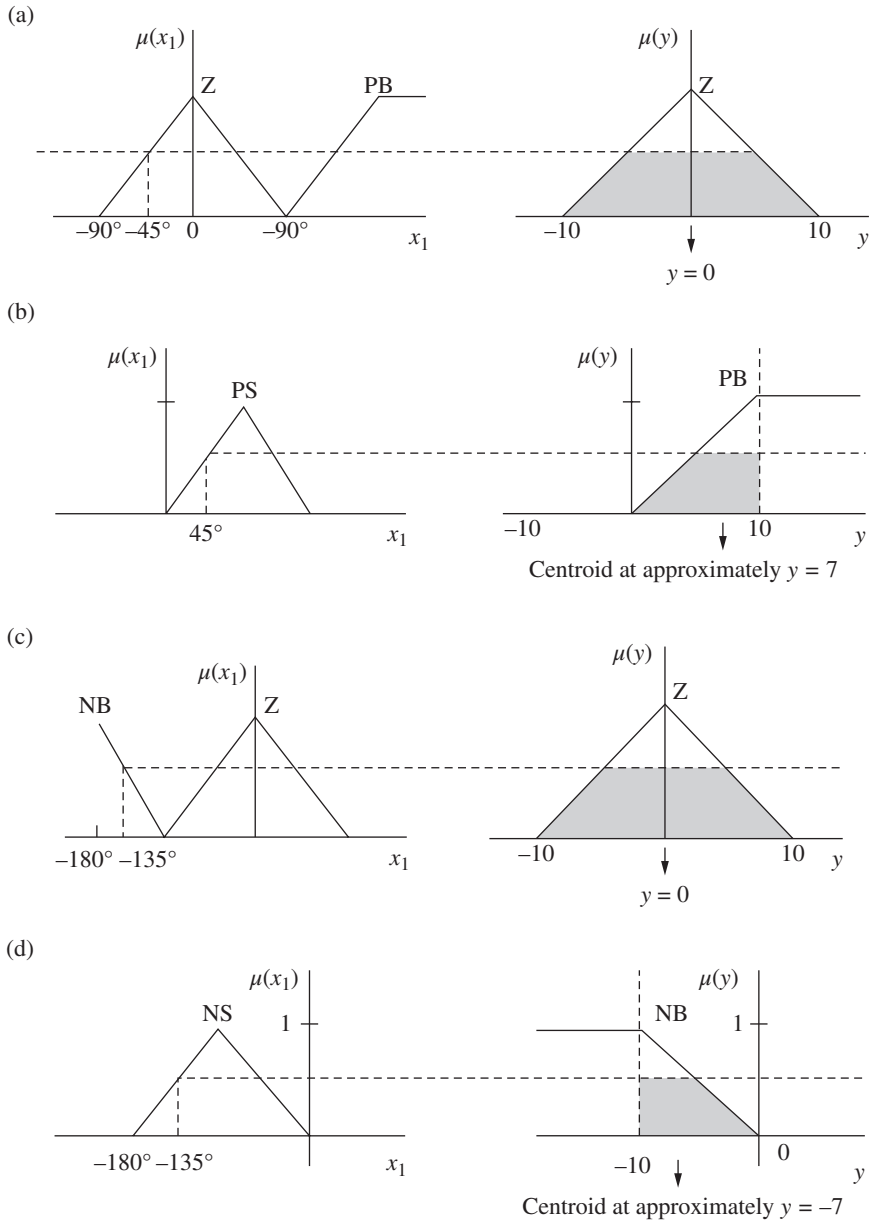 (a)
μ(x₁) μ(y)
Z PB Z
–90° –45° 0 –90° x₁ –10 10 y
y = 0
(b)
μ(x₁) μ(y)
PS PB
45° x₁ –10 10 y
Centroid at approximately y = 7
(c)
μ(x₁) μ(y)
NB Z Z
–180° –135° x₁ –10 10 y
y = 0
(d)
μ(x₁) μ(y)
NS 1 NB 1
–180° –135° x₁ –10 0 y
Centroid at approximately y = –7